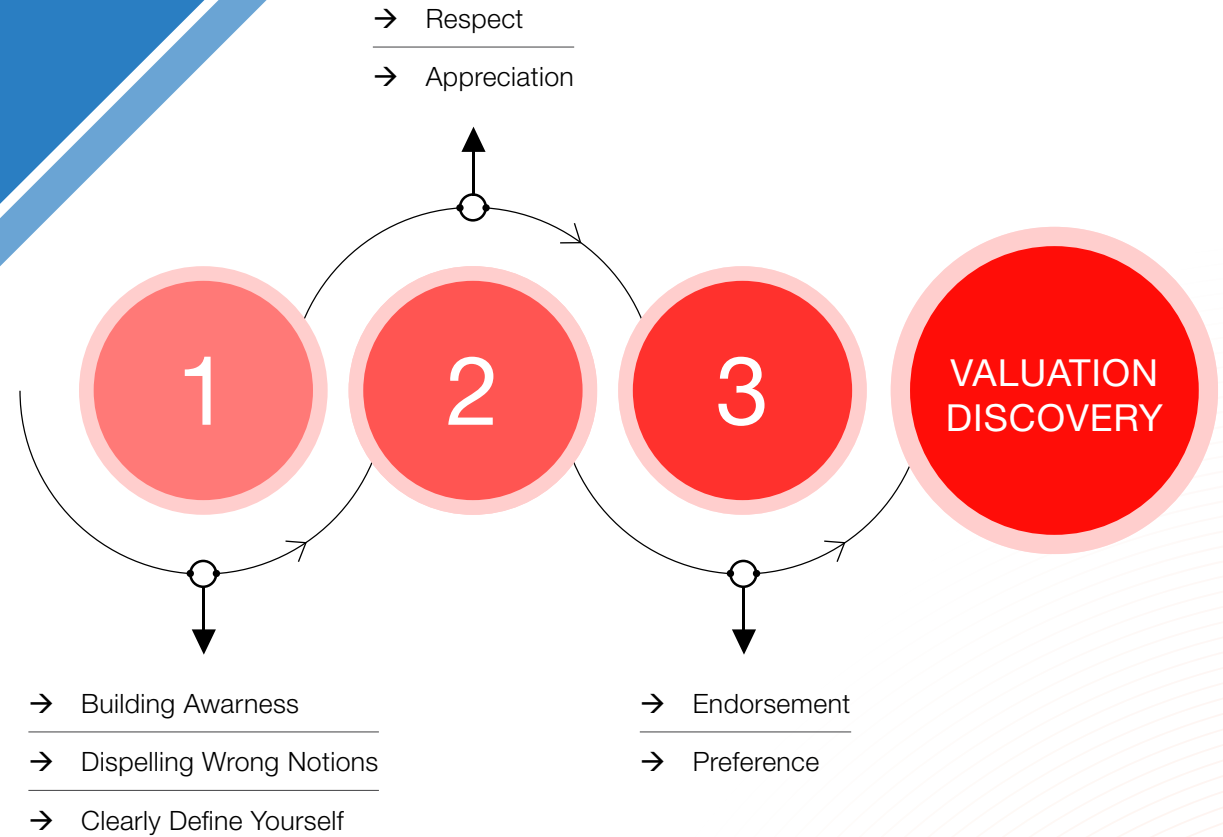 → Respect
→ Appreciation
1
2
3
VALUATION
DISCOVERY
→ Building Awarness
→ Dispelling Wrong Notions
→ Clearly Define Yourself
→ Endorsement
→ Preference